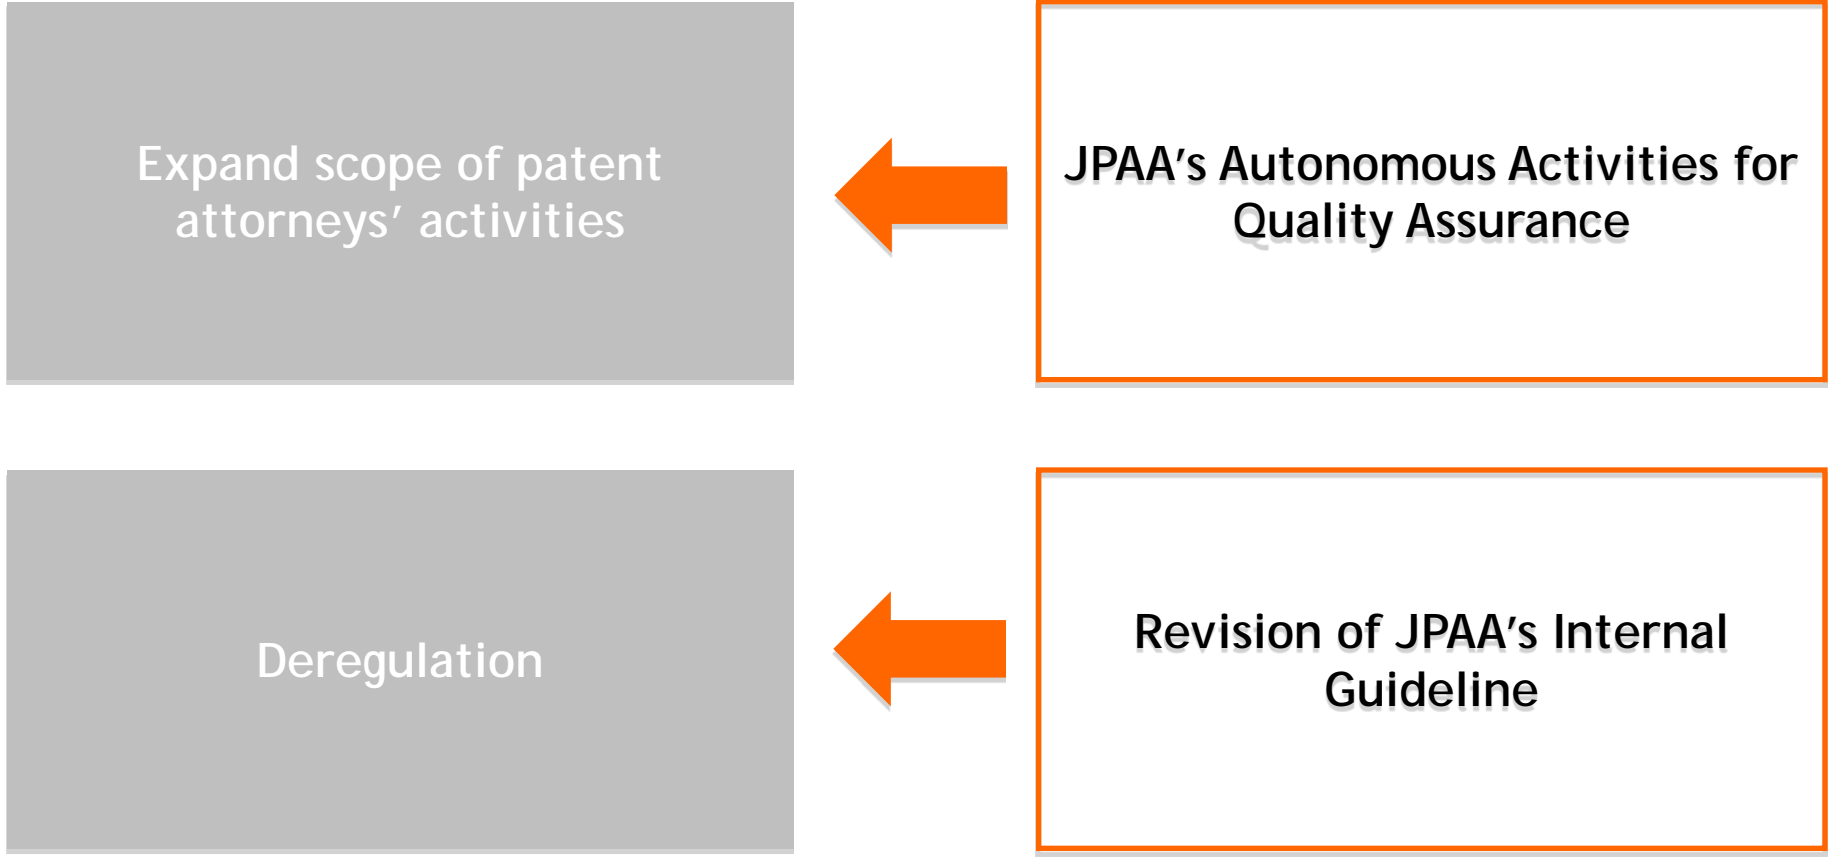 Expand scope of patent
attorneys’ activities
JPAA’s Autonomous Activities for
Quality Assurance
Deregulation
Revision of JPAA’s Internal
Guideline